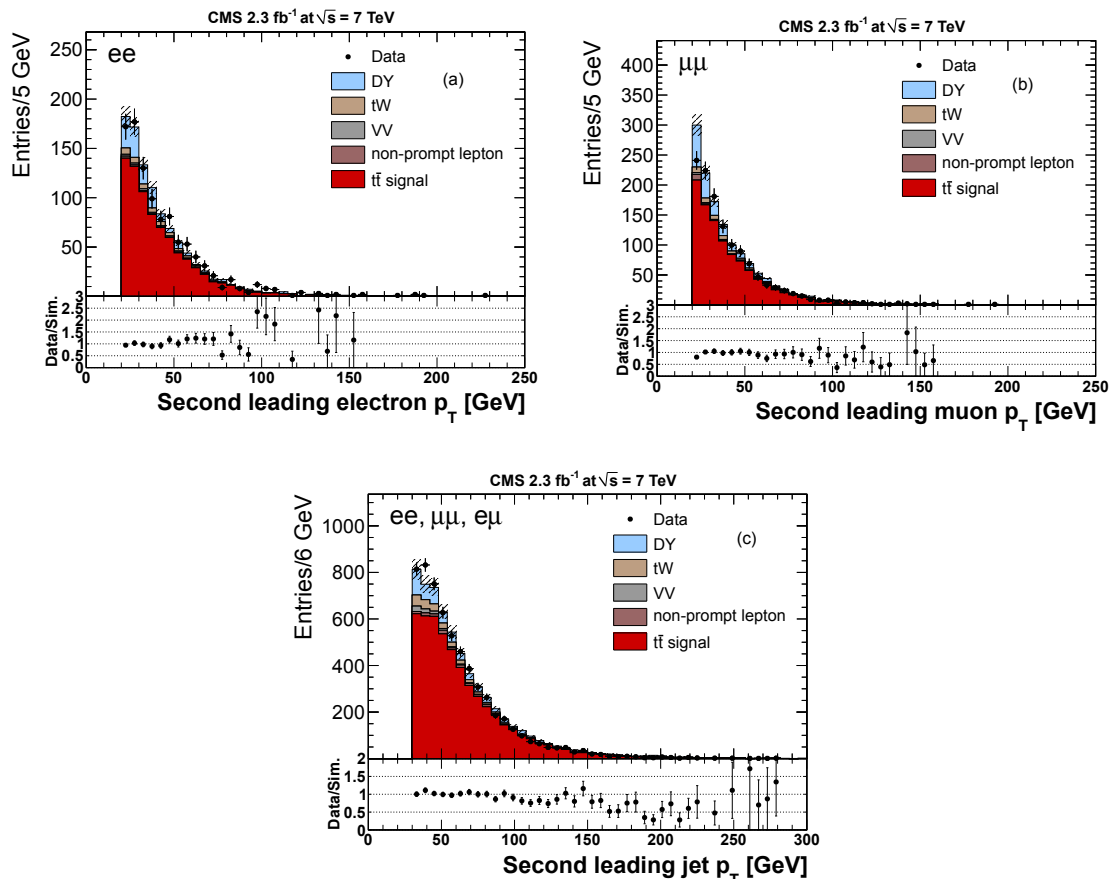 CMS 2.3 fb⁻¹ at √s = 7 TeV
Entries/5 GeV
250
200
150
100
50
ee
(a)
Data
DY
tW
VV
non-prompt lepton
tt̄ signal
Data/Sim.
3
2.5
2
1.5
1
0.5
0 50 100 150 200 250
Second leading electron p_T [GeV]
CMS 2.3 fb⁻¹ at √s = 7 TeV
Entries/5 GeV
400
350
300
250
200
150
100
50
μμ
(b)
Data
DY
tW
VV
non-prompt lepton
tt̄ signal
Data/Sim.
3
2.5
2
1.5
1
0.5
0 50 100 150 200 250
Second leading muon p_T [GeV]
CMS 2.3 fb⁻¹ at √s = 7 TeV
Entries/6 GeV
1000
800
600
400
200
ee, μμ, eμ
(c)
Data
DY
tW
VV
non-prompt lepton
tt̄ signal
Data/Sim.
2
1.5
1
0.5
0 50 100 150 200 250 300
Second leading jet p_T [GeV]